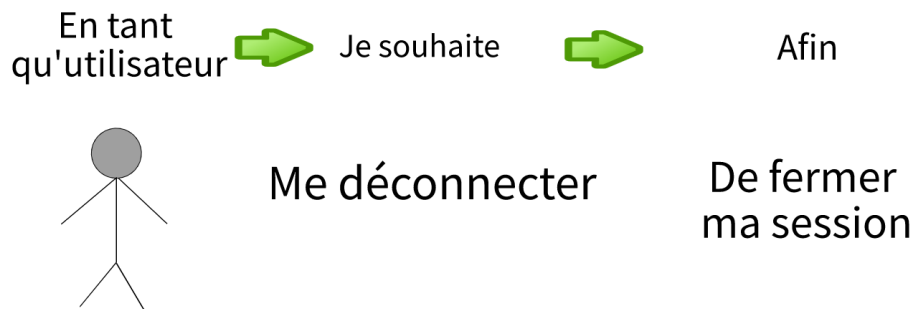 En tant
qu'utilisateur
Je souhaite
Afin
Me déconnecter
De fermer
ma session